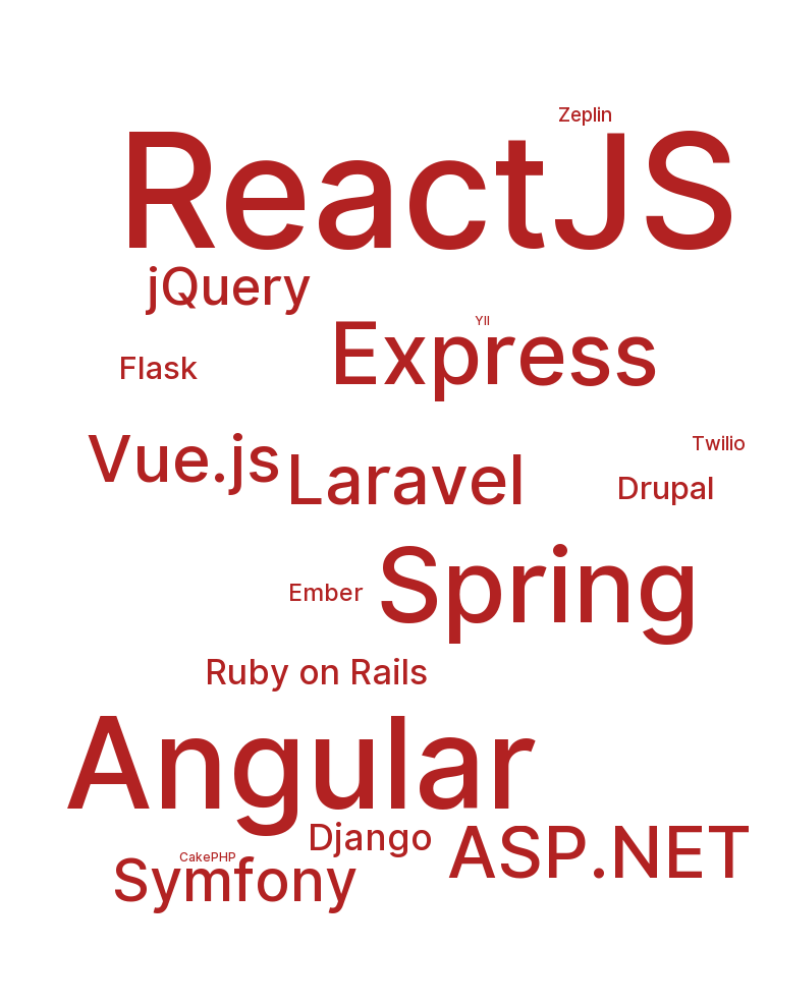 Zeplin
ReactJS
jQuery
YII
Express
Flask
Vue.js
Twilio
Laravel
Drupal
Spring
Ember
Ruby on Rails
Angular
Django
ASP.NET
CakePHP
Symfony